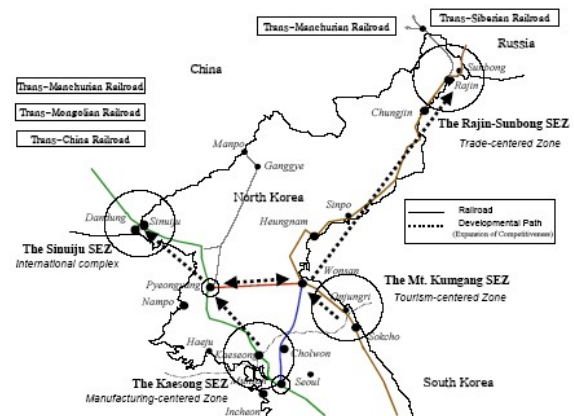 Trans-Siberian Railroad
Trans-Manchurian Railroad
Russia
China
Sunbong
Rajin
Trans-Manchurian Railroad
Trans-Mongolian Railroad
Trans-China Railroad
Chungjin
The Rajin-Sunbong SEZ
Trade-centered Zone
Manpo
Ganggye
North Korea
Sinpo
Railroad
Developmental Path
(Expansion of Competitiveness)
Dandung
Sinuiju
Heungnam
The Sinuiju SEZ
International complex
Wonsan
Pyeongyang
The Mt. Kumgang SEZ
Tourism-centered Zone
Onjungri
Nampo
Sokcho
Haeju
Kaeseong
Cholwon
The Kaesong SEZ
Manufacturing-centered Zone
Seoul
South Korea
Incheon